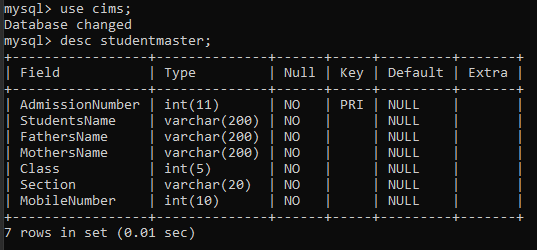 mysql> use cims;
Database changed
mysql> desc studentmaster;
+-----------------+--------------+------+-----+---------+-------+
| Field           | Type         | Null | Key | Default | Extra |
+-----------------+--------------+------+-----+---------+-------+
| AdmissionNumber | int(11)      | NO   | PRI | NULL    |       |
| StudentsName    | varchar(200) | NO   |     | NULL    |       |
| FathersName     | varchar(200) | NO   |     | NULL    |       |
| MothersName     | varchar(200) | NO   |     | NULL    |       |
| Class           | int(5)       | NO   |     | NULL    |       |
| Section         | varchar(20)  | NO   |     | NULL    |       |
| MobileNumber    | int(10)      | NO   |     | NULL    |       |
+-----------------+--------------+------+-----+---------+-------+
7 rows in set (0.01 sec)